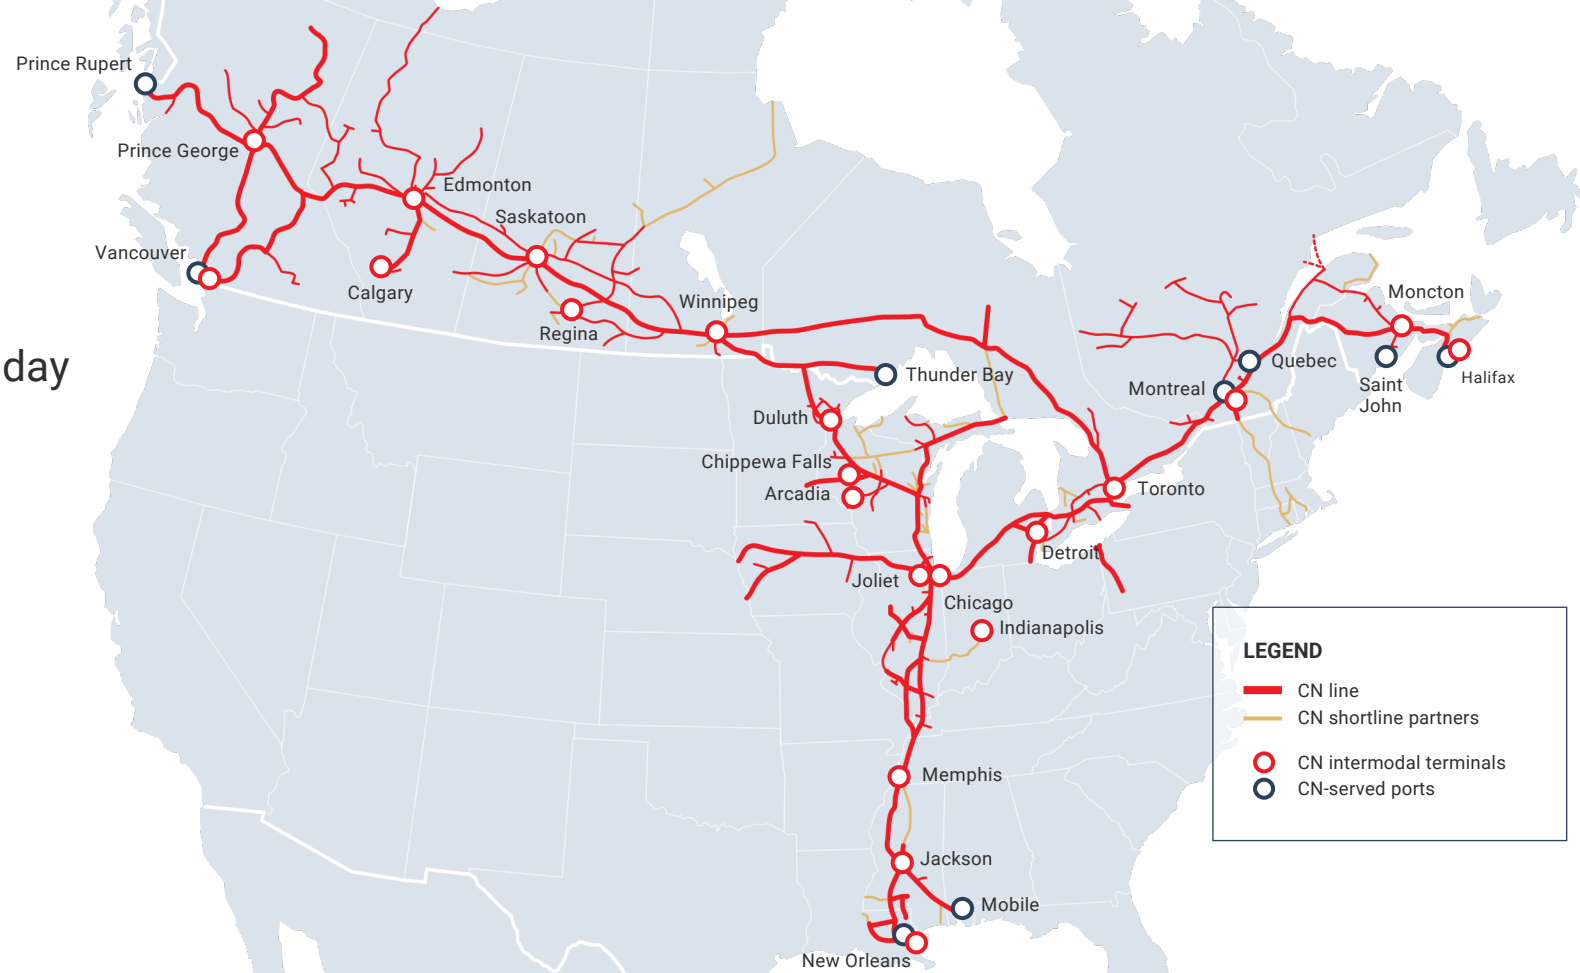 Prince Rupert
Prince George
Edmonton
Saskatoon
Vancouver
Calgary
Regina
Winnipeg
Moncton
day
Thunder Bay
Quebec
Montreal
Saint
John
Halifax
Duluth
Chippewa Falls
Arcadia
Toronto
Detroit
Joliet
Chicago
Indianapolis
LEGEND
CN line
CN shortline partners
CN intermodal terminals
CN-served ports
Memphis
Jackson
Mobile
New Orleans